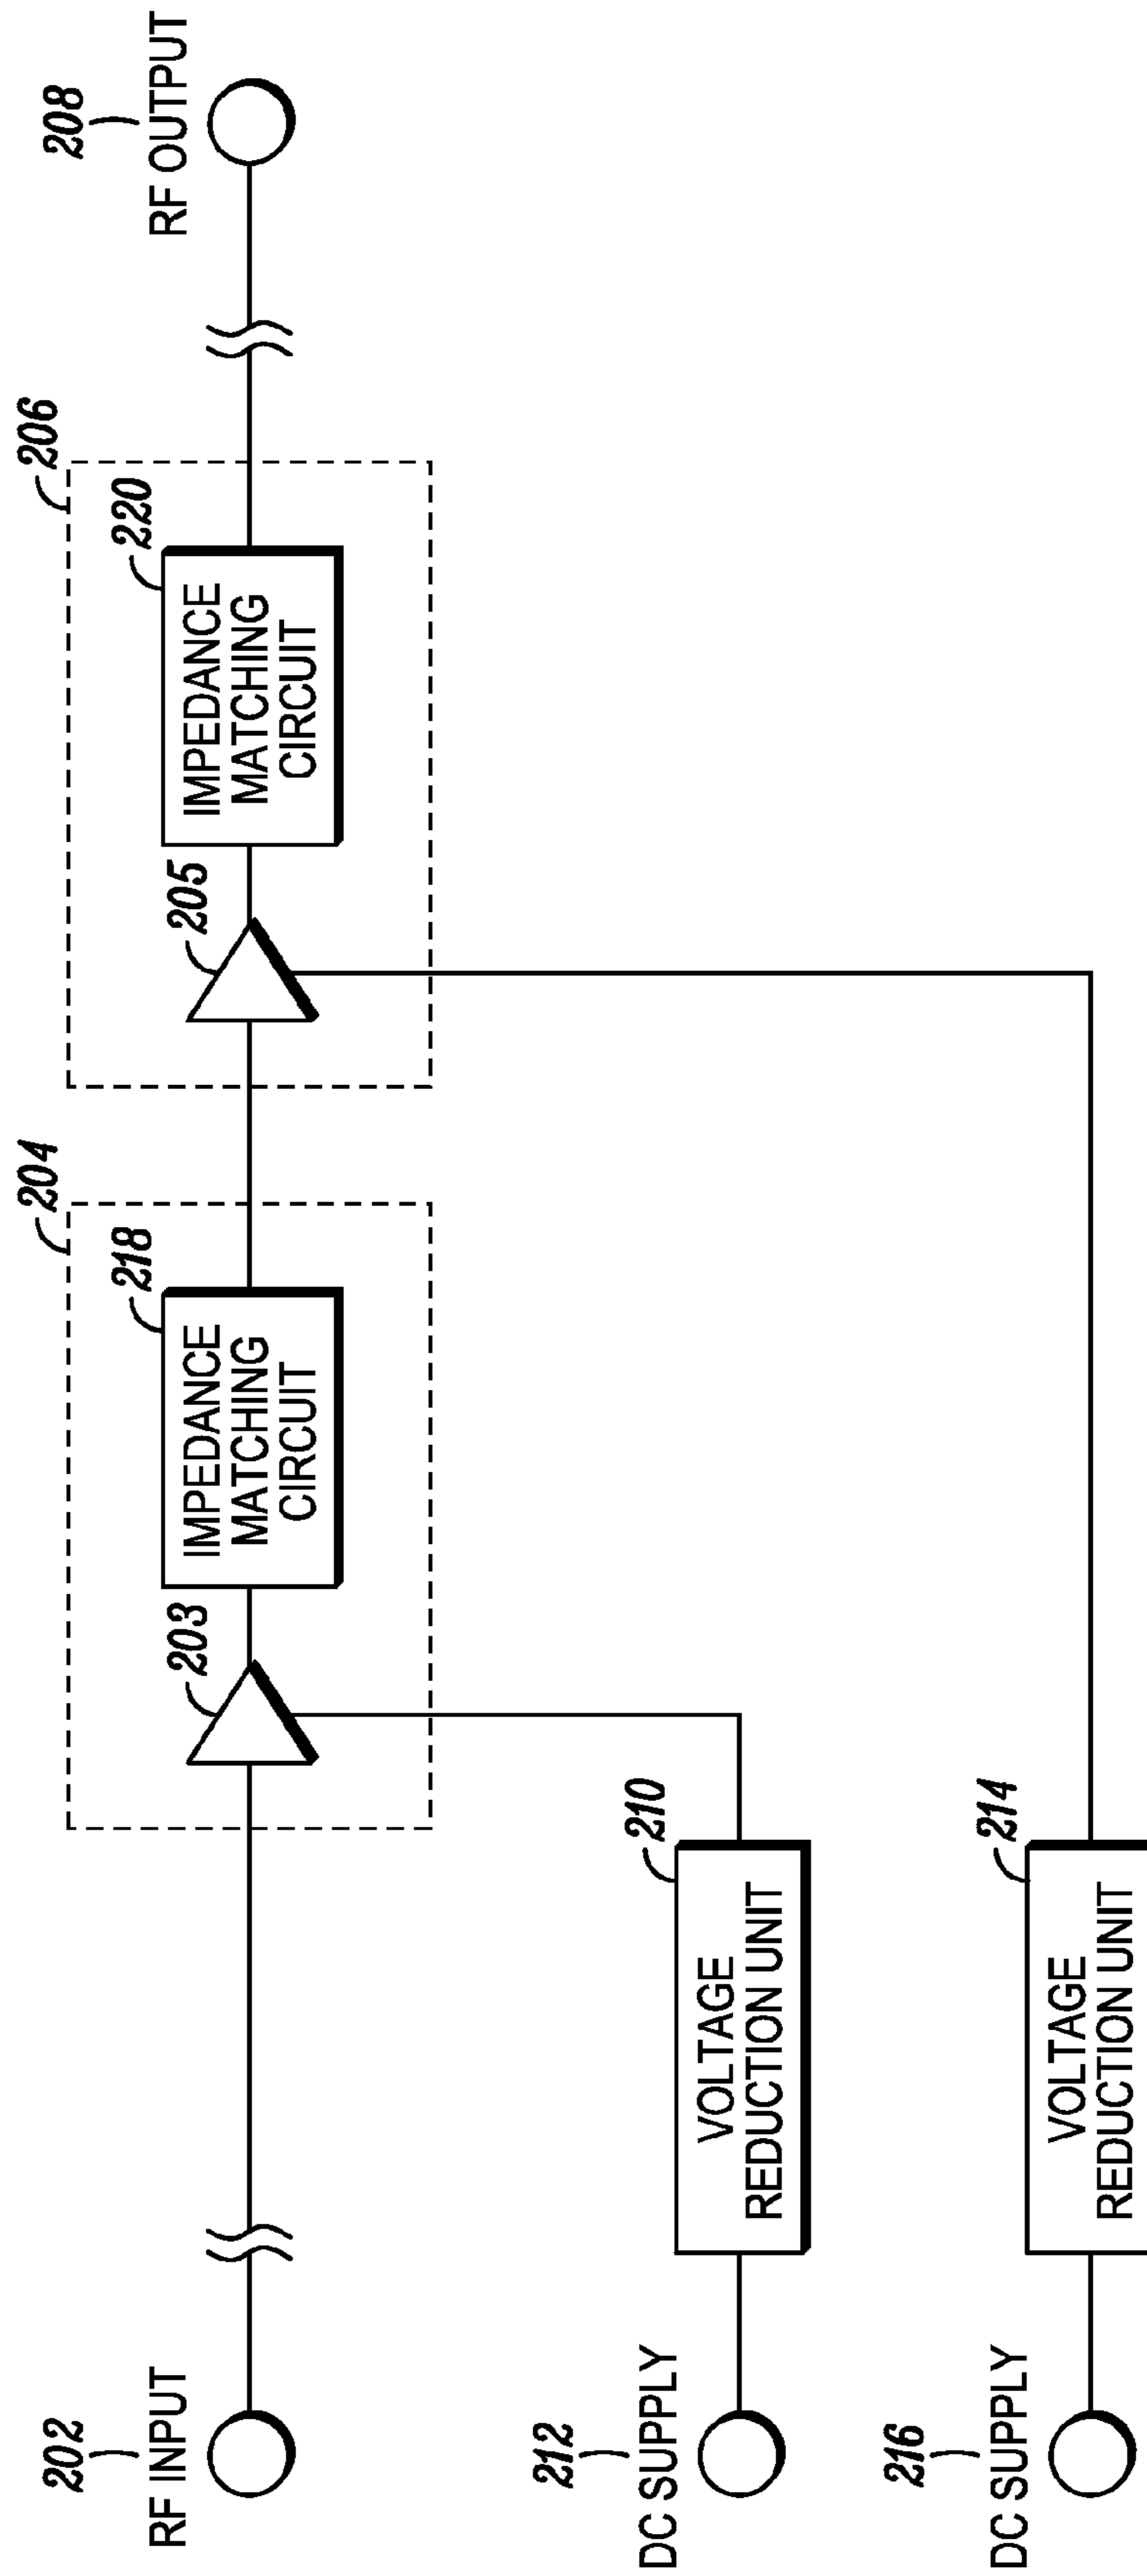 204
206
218
220
208
203
205
202
RF INPUT
IMPEDANCE
MATCHING
CIRCUIT
IMPEDANCE
MATCHING
CIRCUIT
RF OUTPUT
210
212
DC SUPPLY
VOLTAGE
REDUCTION UNIT
214
216
DC SUPPLY
VOLTAGE
REDUCTION UNIT